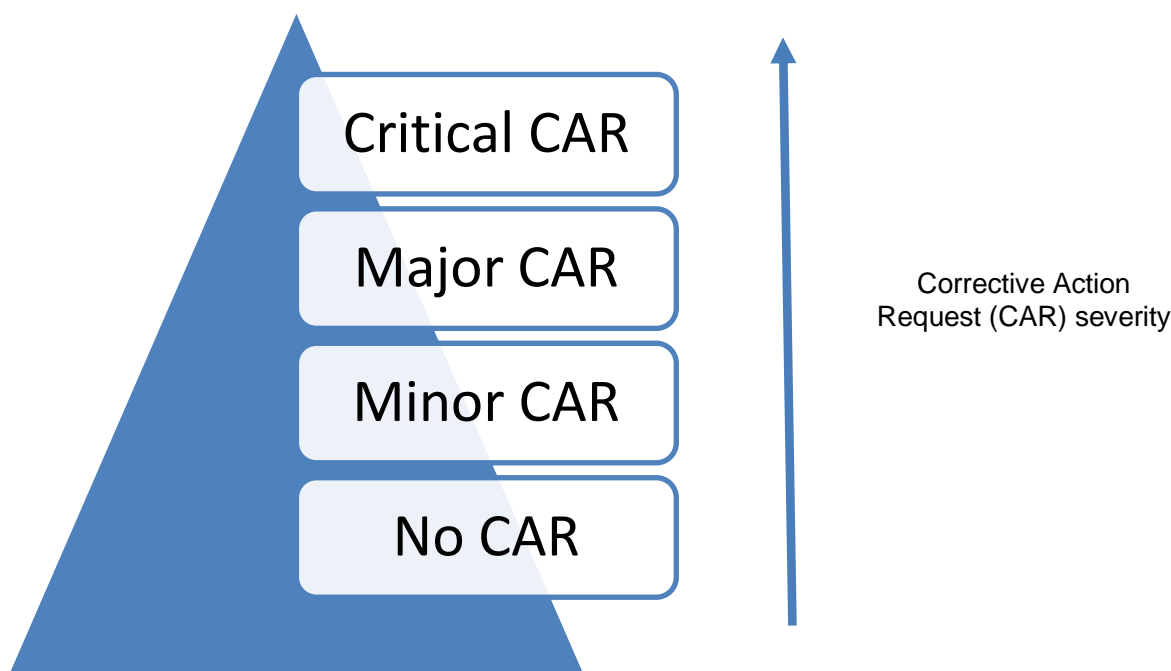 Critical CAR
Major CAR
Minor CAR
No CAR
Corrective Action
Request (CAR) severity